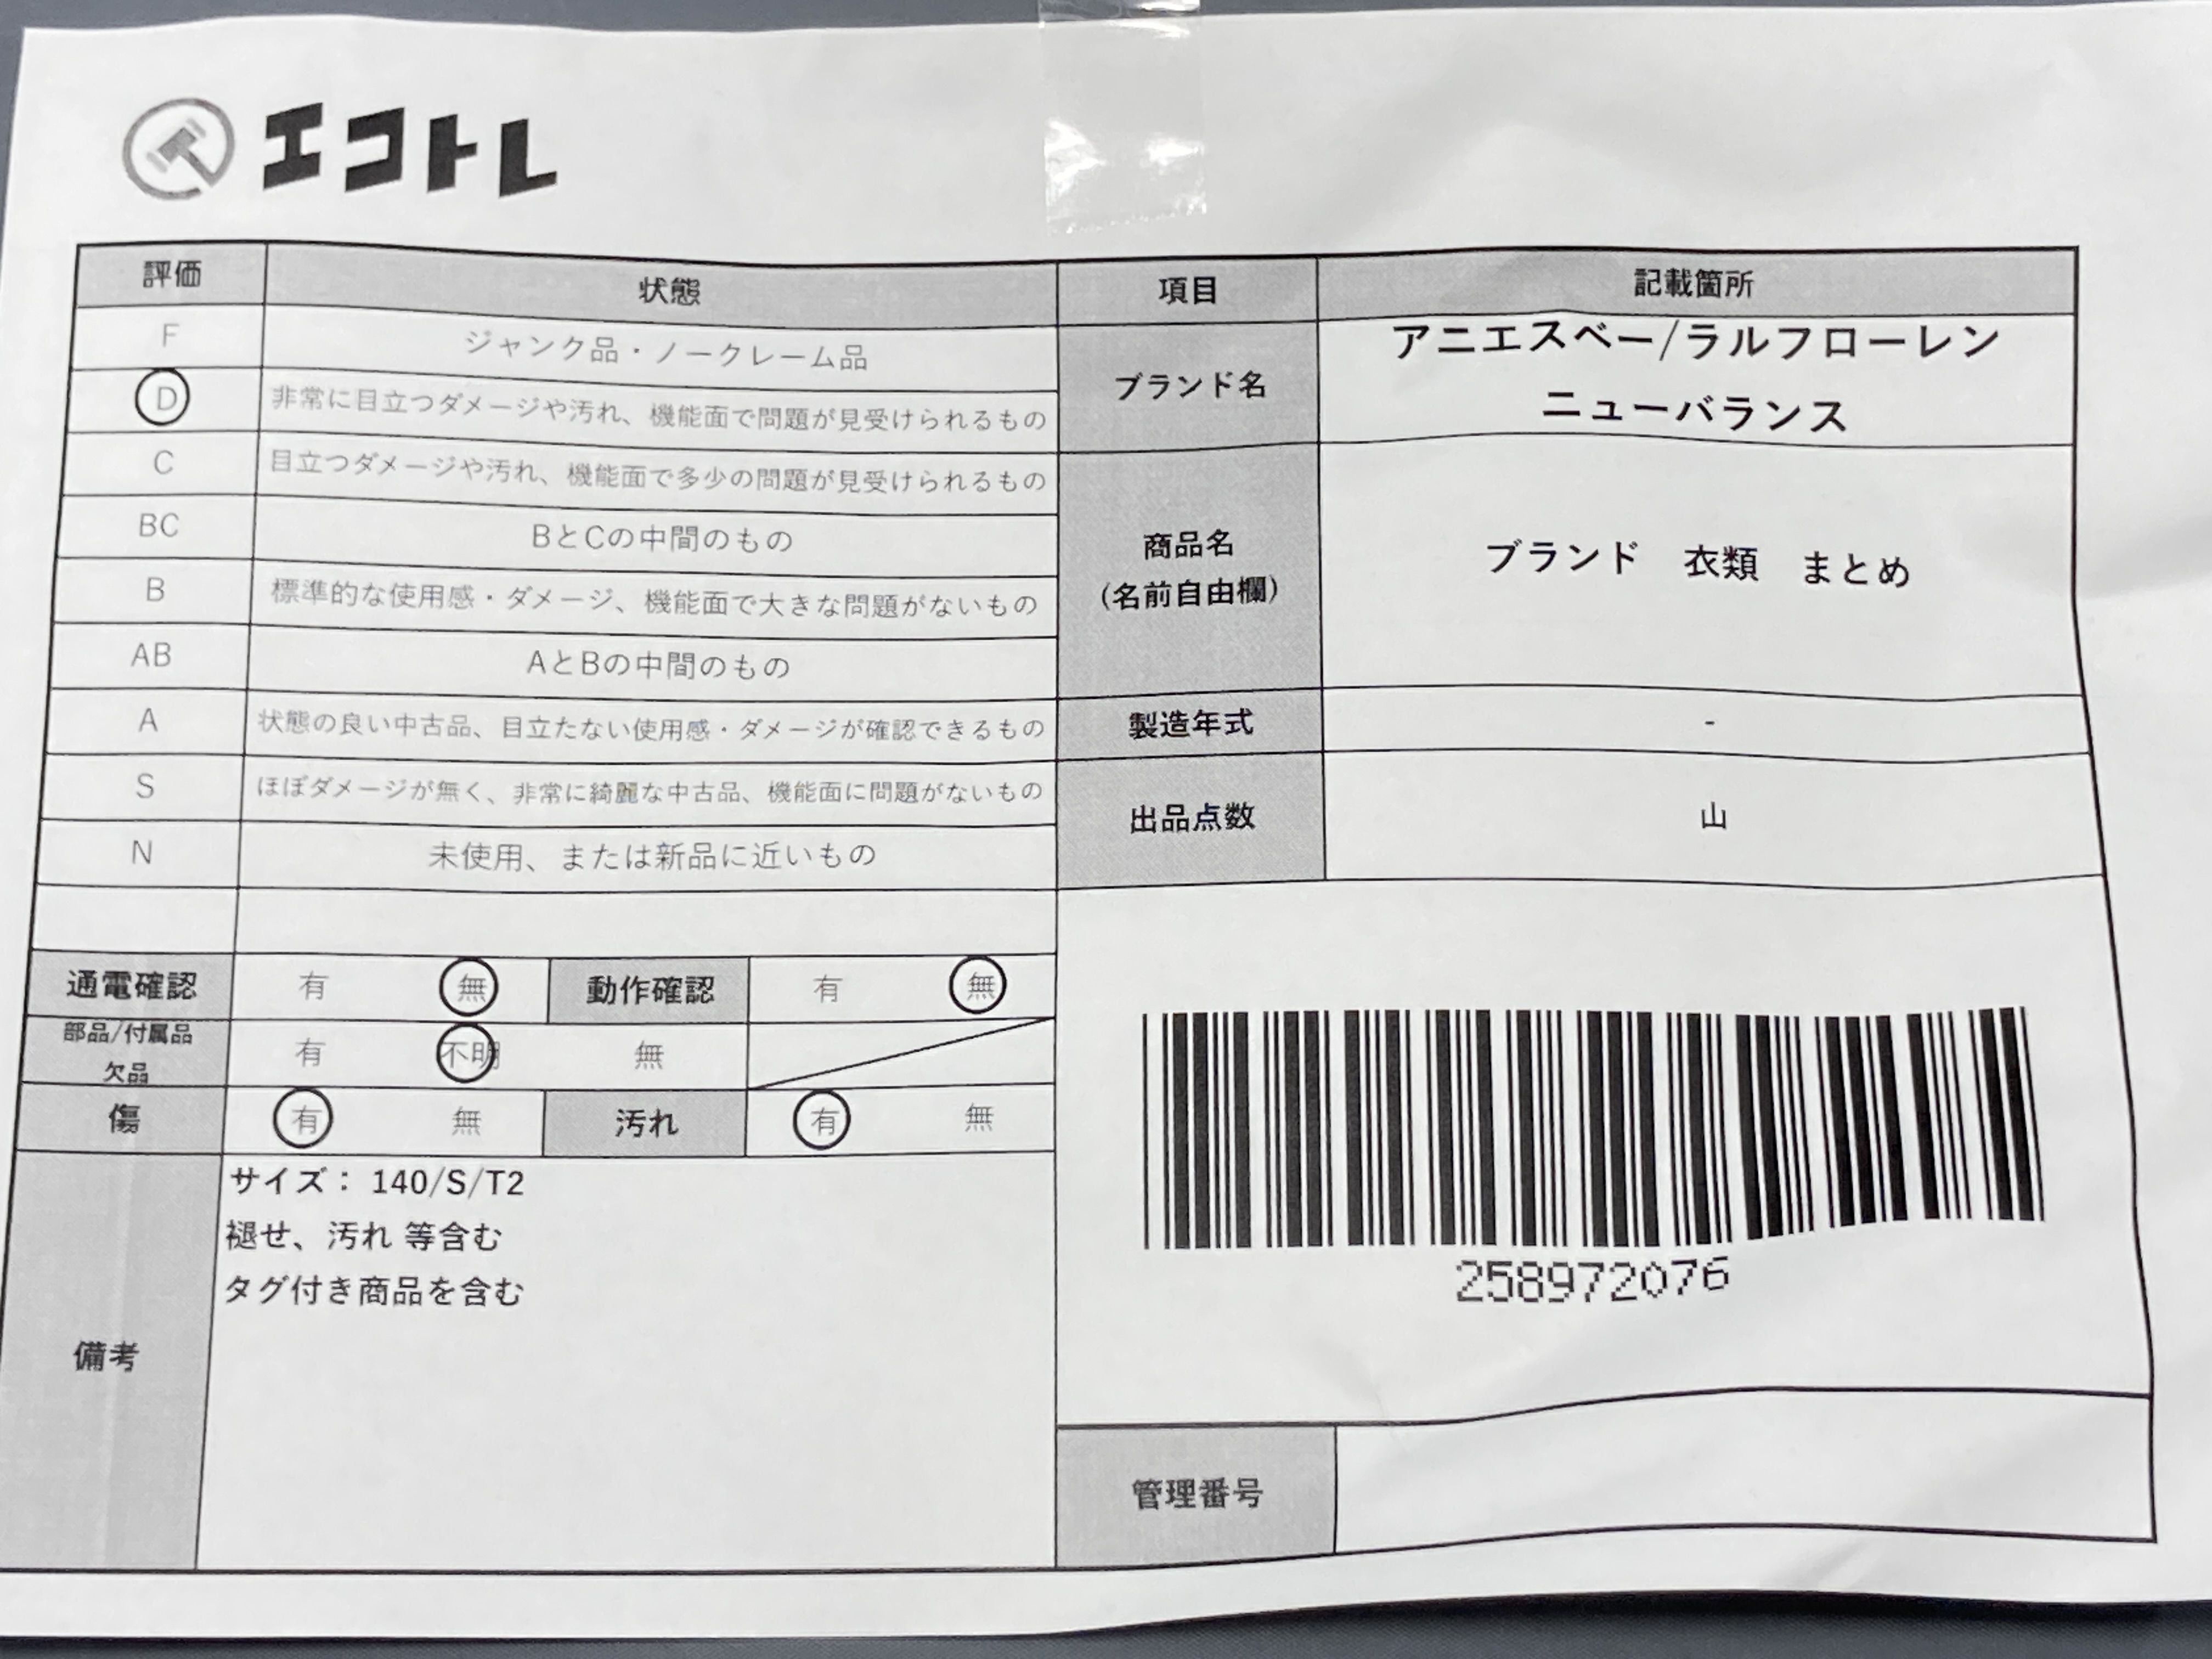 エコトレ
評価 状態 項目 記載箇所
F ジャンク品・ノークレーム品
D 非常に目立つダメージや汚れ、機能面で問題が見受けられるもの
C 目立つダメージや汚れ、機能面で多少の問題が見受けられるもの
BC BとCの中間のもの
B 標準的な使用感・ダメージ、機能面で大きな問題がないもの
AB AとBの中間のもの
A 状態の良い中古品、目立たない使用感・ダメージが確認できるもの
S ほぼダメージが無く、非常に綺麗な中古品、機能面に問題がないもの
N 未使用、または新品に近いもの
ブランド名
アニエスベー/ラルフローレン
ニューバランス
商品名
(名前自由欄)
ブランド 衣類 まとめ
製造年式 -
出品点数 山
通電確認 有 無 動作確認 有 無
部品/付属品
欠品
有 不明 無
傷 有 無 汚れ 有 無
備考
サイズ： 140/S/T2
褪せ、汚れ 等含む
タグ付き商品を含む
258972076
管理番号